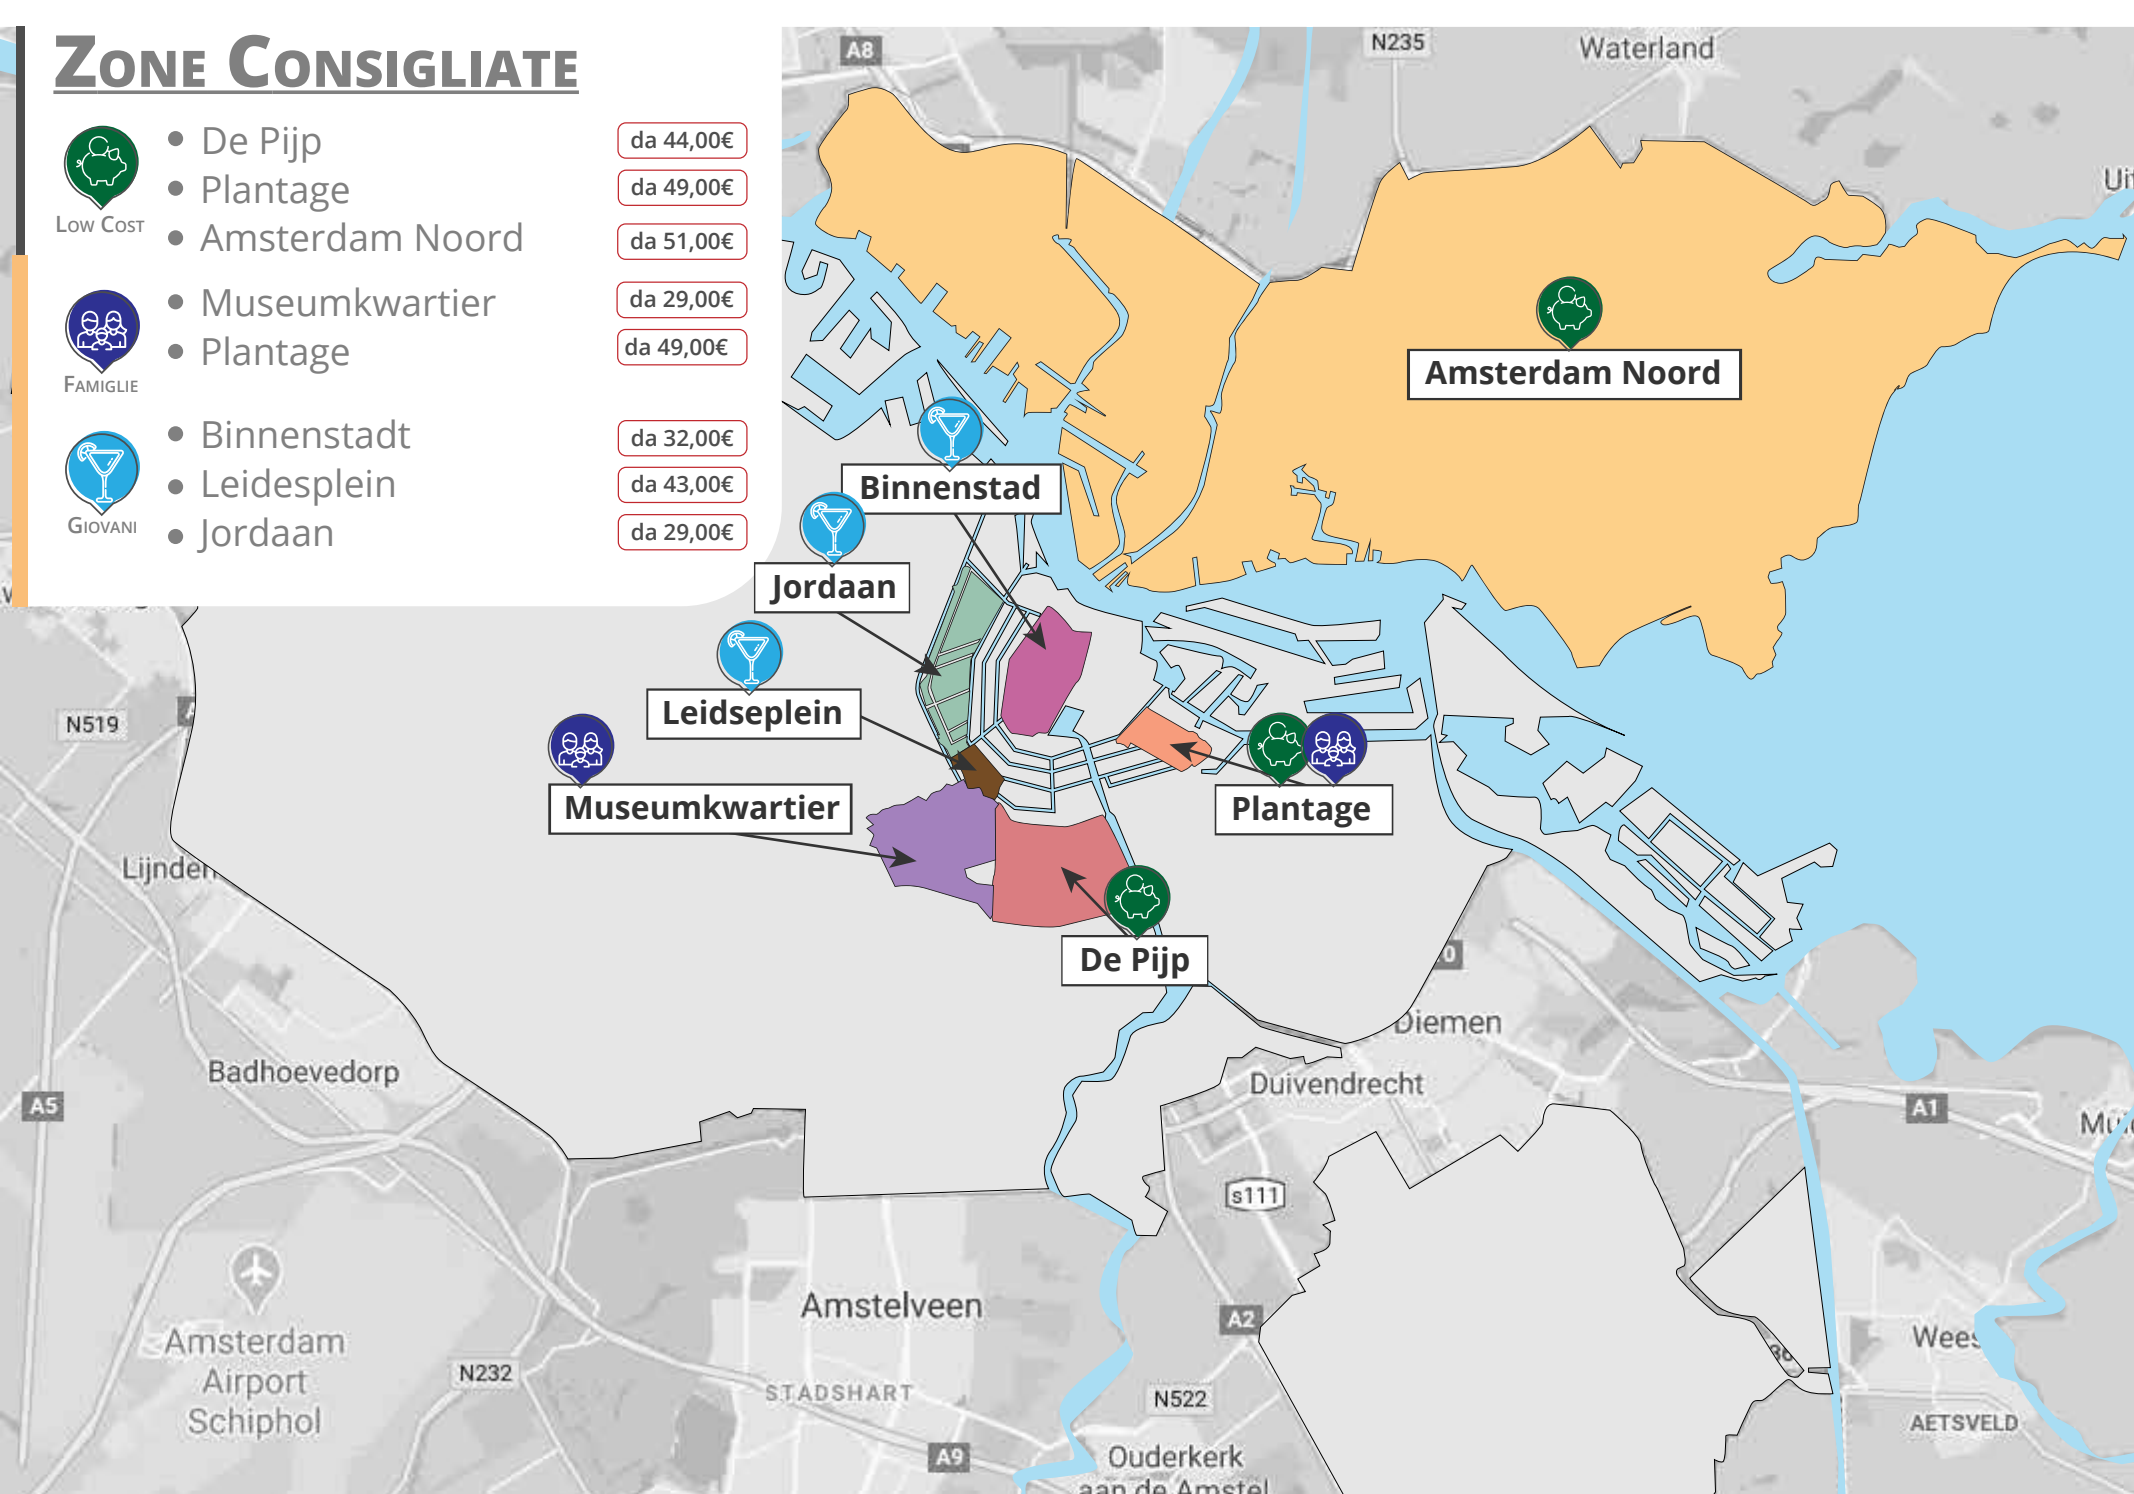 ZONE CONSIGLIATE
LOW COST
• De Pijp da 44,00€
• Plantage da 49,00€
• Amsterdam Noord da 51,00€
FAMIGLIE
• Museumkwartier da 29,00€
• Plantage da 49,00€
GIOVANI
• Binnenstadt da 32,00€
• Leidesplein da 43,00€
• Jordaan da 29,00€
A8
N235
Waterland
Amsterdam Noord
Binnenstad
Jordaan
Leidseplein
N519
Museumkwartier
Plantage
Lijnden
De Pijp
Diemen
Badhoevedorp
Duivendrecht
A5
A1
s111
Amstelveen
A2
Amsterdam
Airport
Schiphol
N232
STADSHART
N522
AETSVELD
A9
Ouderkerk
aan de Amstel